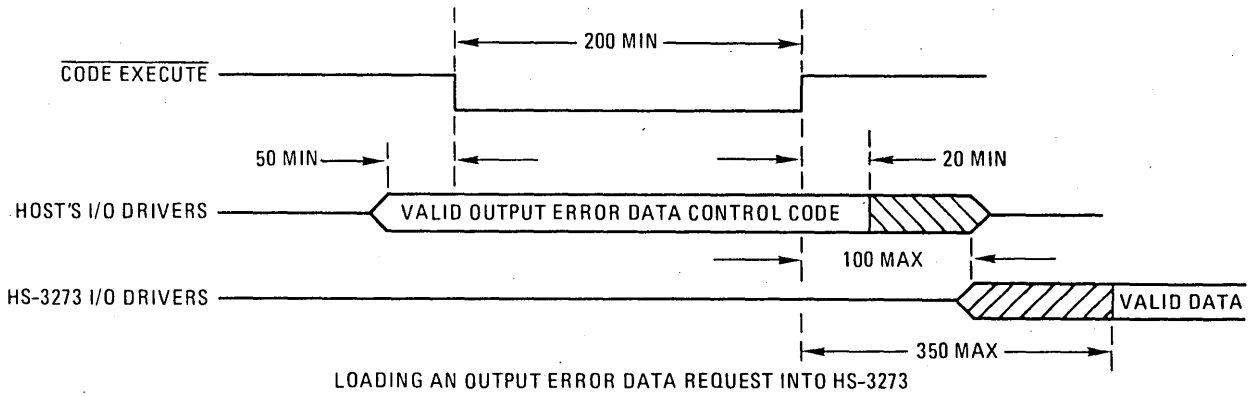 200 MIN
CODE EXECUTE
50 MIN
20 MIN
HOST'S I/O DRIVERS
VALID OUTPUT ERROR DATA CONTROL CODE
100 MAX
HS-3273 I/O DRIVERS
VALID DATA
350 MAX
LOADING AN OUTPUT ERROR DATA REQUEST INTO HS-3273